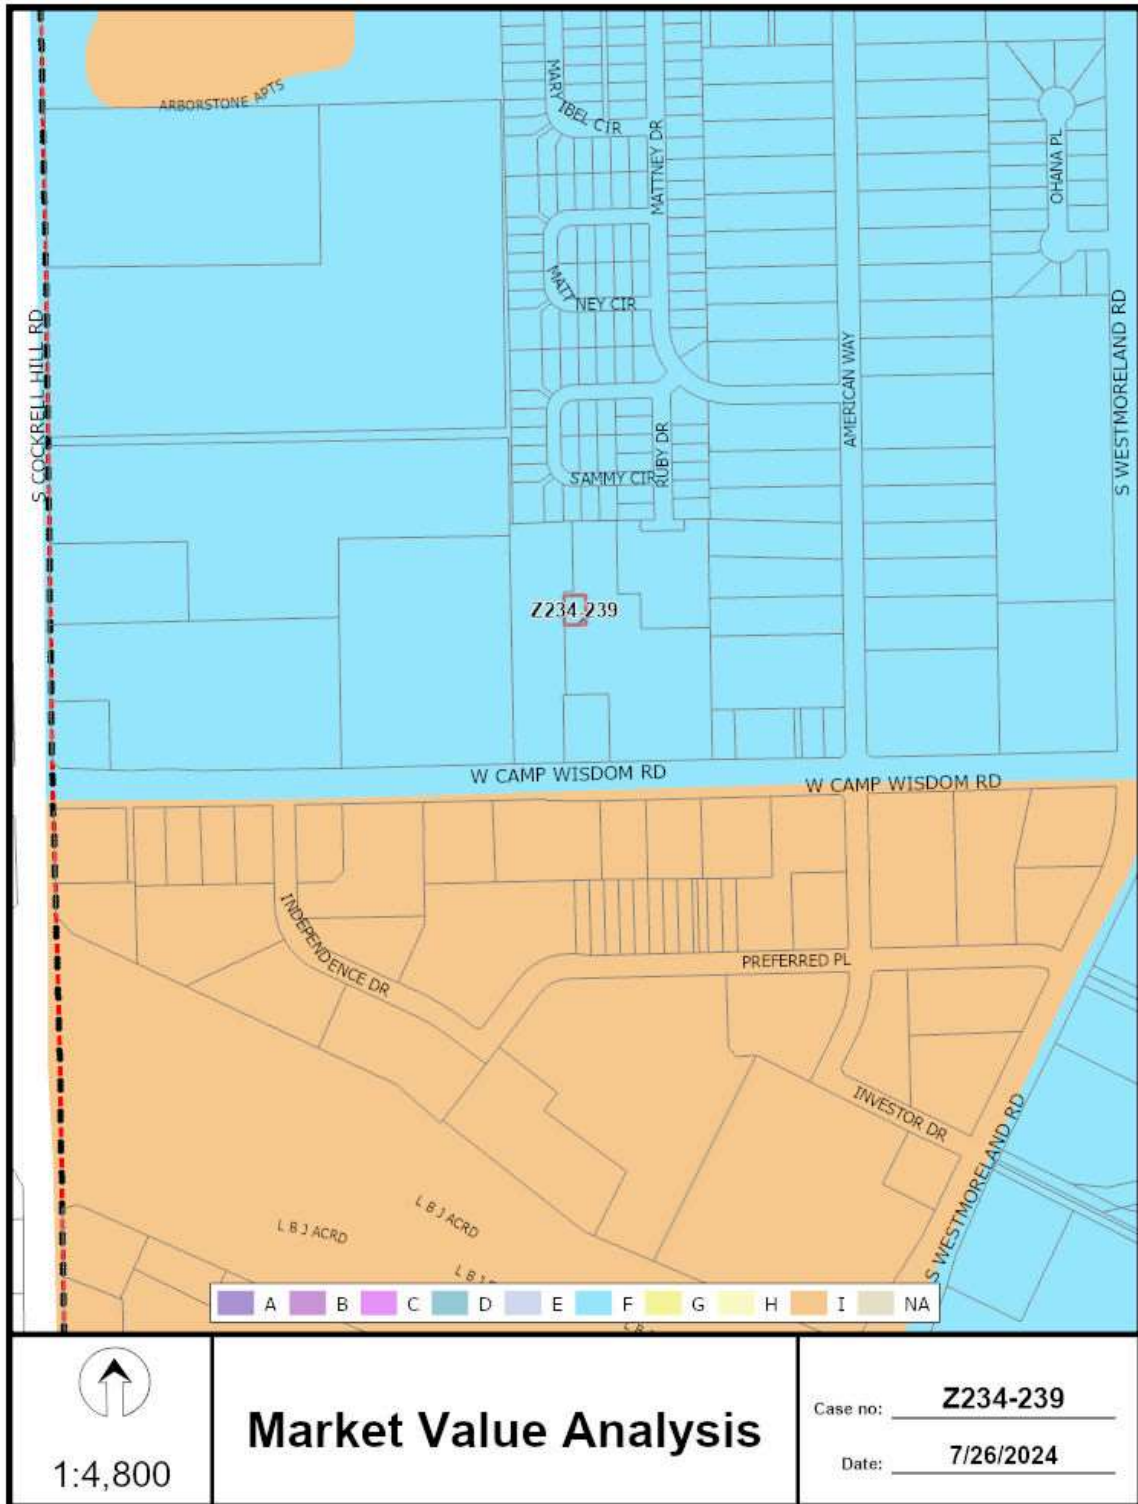 ARBORSTONE APTS
MARY IBEL CIR
MATTNEY DR
OHANA PL
MATTNEY CIR
S COCKRELL HILL RD
AMERICAN WAY
S WESTMORELAND RD
RUBY DR
SAMMY CIR
Z234-239
W CAMP WISDOM RD
W CAMP WISDOM RD
INDEPENDENCE DR
PREFERRED PL
INVESTOR DR
S WESTMORELAND RD
L B J ACRD
L B J ACRD
A B C D E F G H I NA
1:4,800
Market Value Analysis
Case no: Z234-239
Date: 7/26/2024